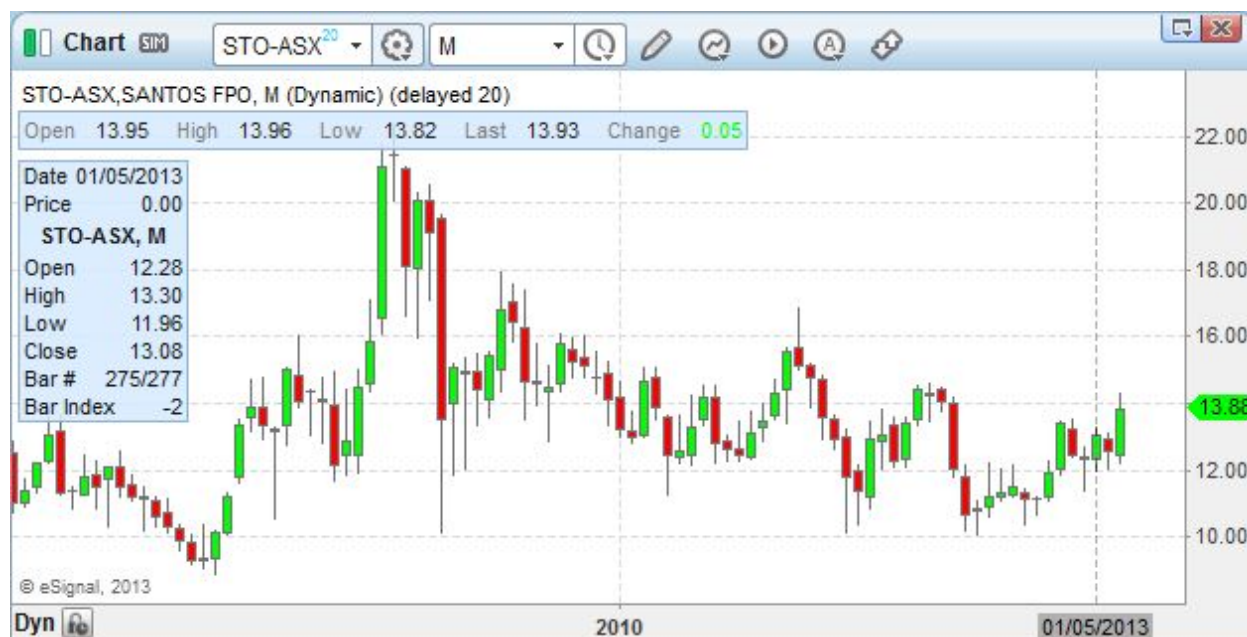 Chart SIM STO-ASX20 M A
STO-ASX,SANTOS FPO, M (Dynamic) (delayed 20)
Open 13.95 High 13.96 Low 13.82 Last 13.93 Change 0.05
Date 01/05/2013
Price 0.00
STO-ASX, M
Open 12.28
High 13.30
Low 11.96
Close 13.08
Bar # 275/277
Bar Index -2
22.00
20.00
18.00
16.00
13.88
12.00
10.00
© eSignal, 2013
Dyn 2010 01/05/2013